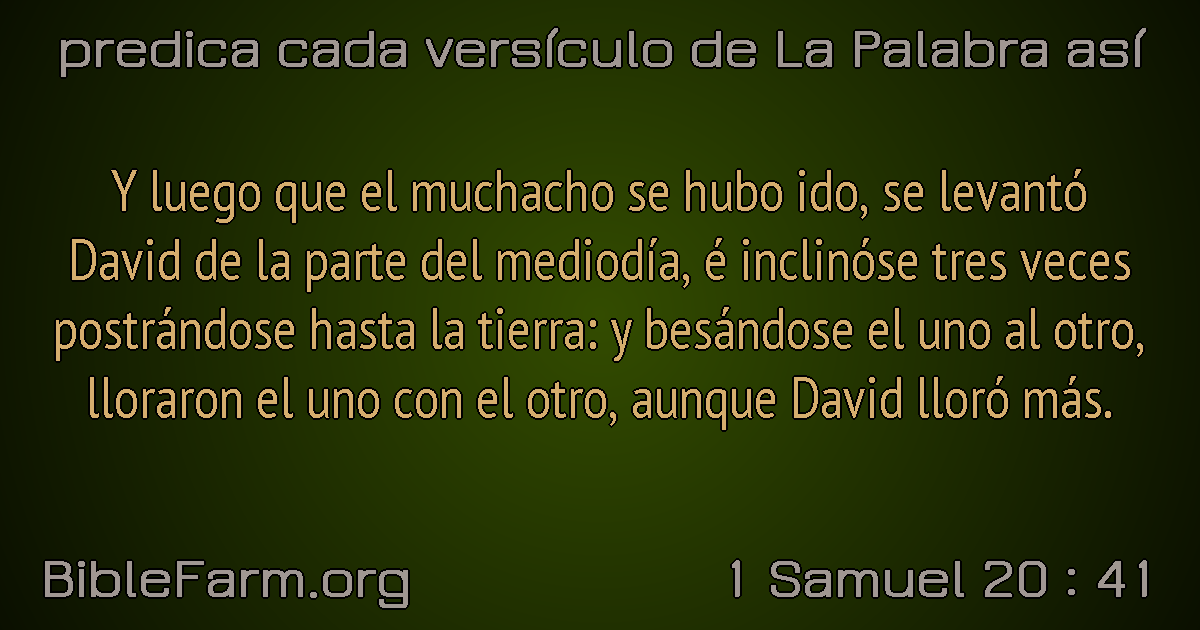 predica cada versículo de La Palabra así
Y luego que el muchacho se hubo ido, se levantó
David de la parte del mediodía, é inclinóse tres veces
postrándose hasta la tierra: y besándose el uno al otro,
lloraron el uno con el otro, aunque David lloró más.
BibleFarm.org
1 Samuel 20 : 41